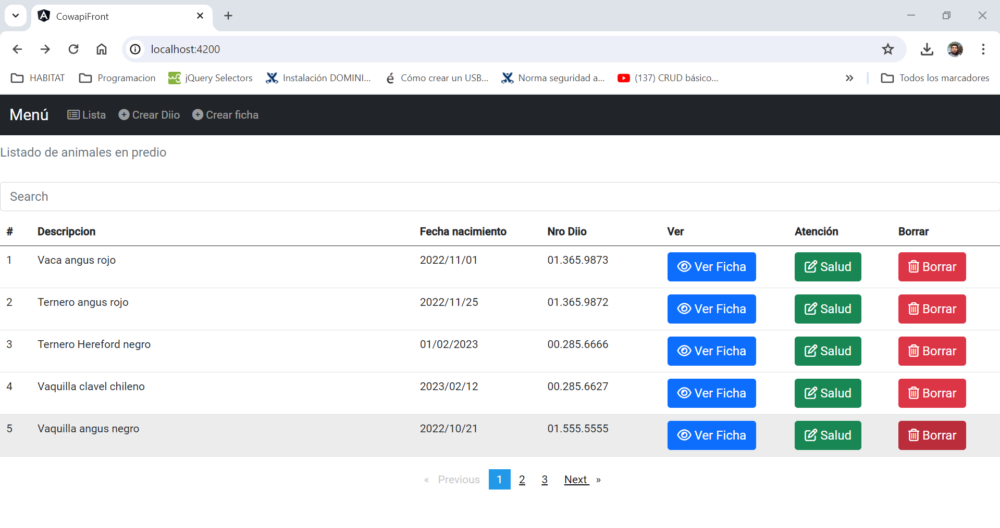 CowapiFront
localhost:4200
HABITAT Programacion jQuery Selectors Instalación DOMINI... Cómo crear un USB... Norma seguridad a... (137) CRUD básico... » Todos los marcadores
Menú Lista Crear Diio Crear ficha
Listado de animales en predio
Search
# Descripcion Fecha nacimiento Nro Diio Ver Atención Borrar
1 Vaca angus rojo 2022/11/01 01.365.9873 Ver Ficha Salud Borrar
2 Ternero angus rojo 2022/11/25 01.365.9872 Ver Ficha Salud Borrar
3 Ternero Hereford negro 01/02/2023 00.285.6666 Ver Ficha Salud Borrar
4 Vaquilla clavel chileno 2023/02/12 00.285.6627 Ver Ficha Salud Borrar
5 Vaquilla angus negro 2022/10/21 01.555.5555 Ver Ficha Salud Borrar
« Previous 1 2 3 Next »